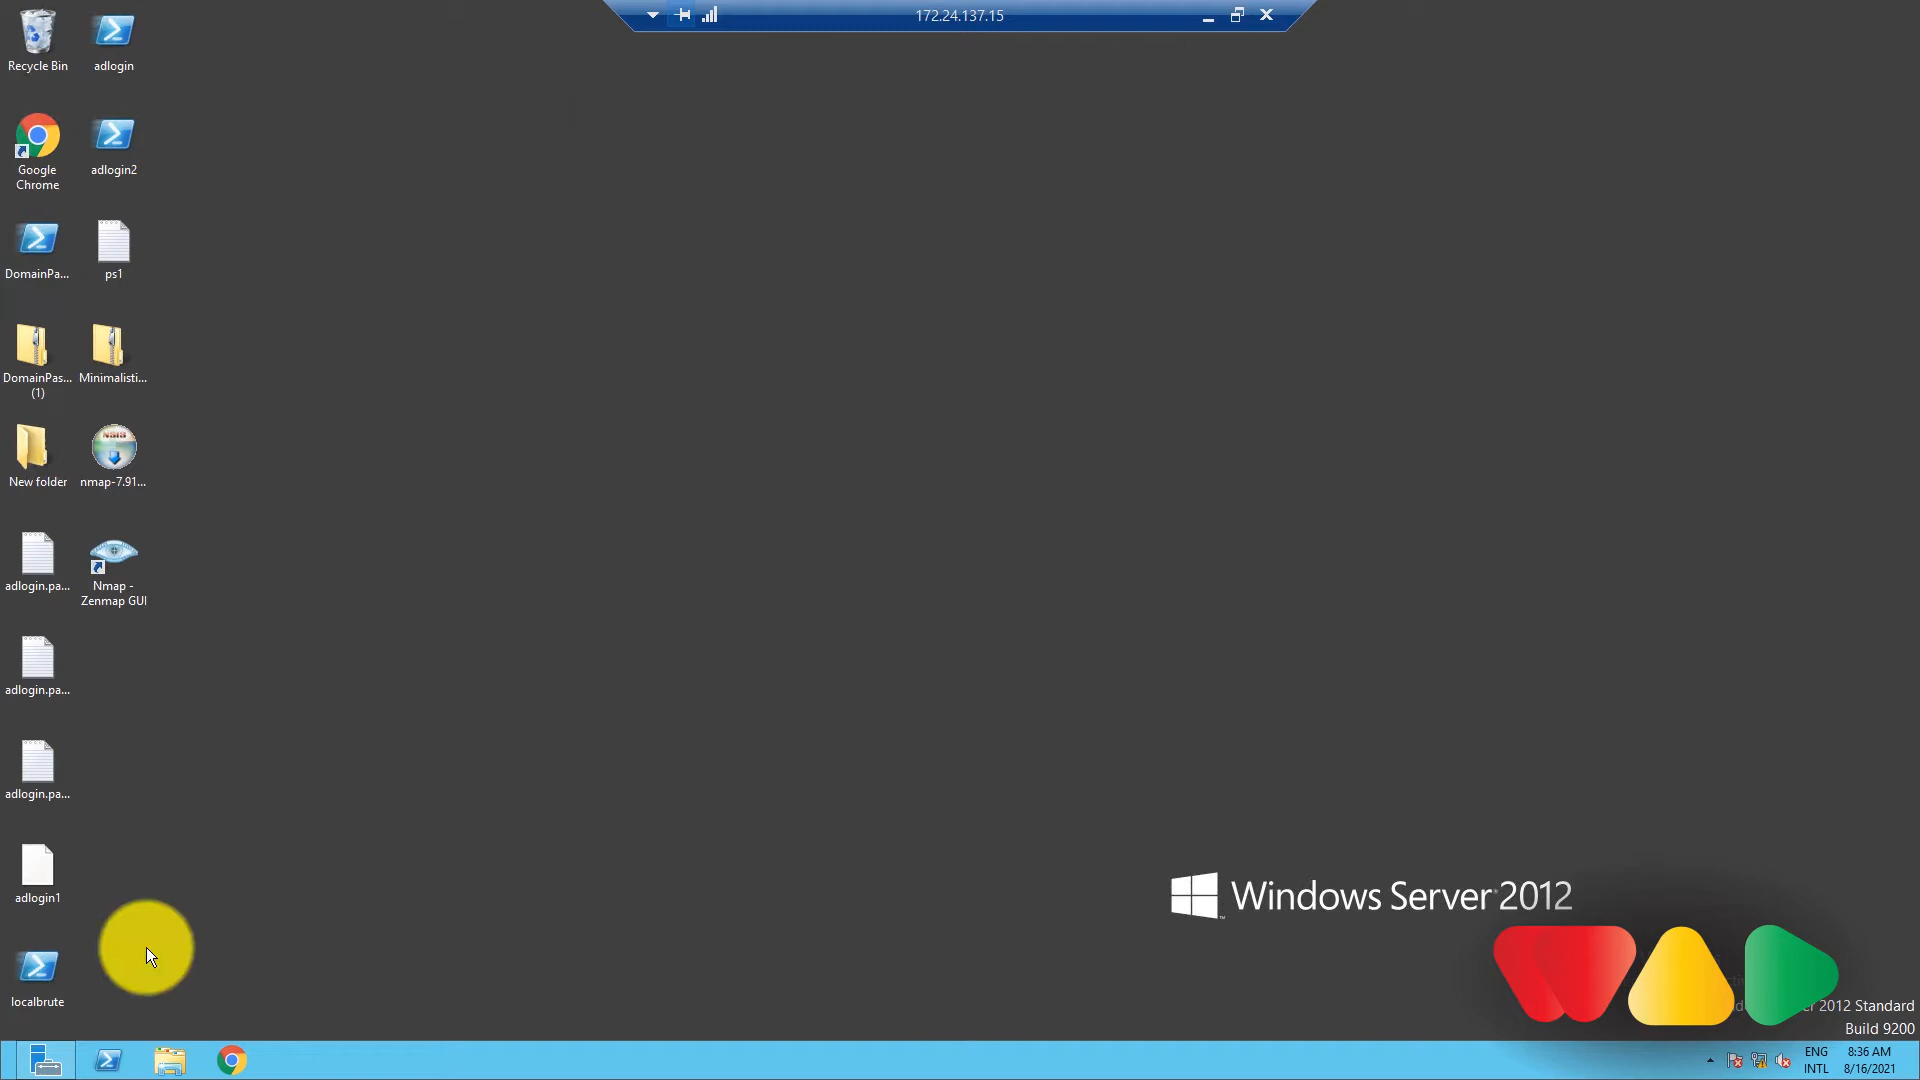 172.24.137.15
Recycle Bin
adlogin
Google
Chrome
adlogin2
DomainPa...
ps1
DomainPas...
(1)
Minimalisti...
New folder
nmap-7.91...
adlogin.pa...
Nmap -
Zenmap GUI
adlogin.pa...
adlogin.pa...
adlogin1
localbrute
Windows Server 2012
2012 Standard
Build 9200
ENG
INTL
8:36 AM
8/16/2021